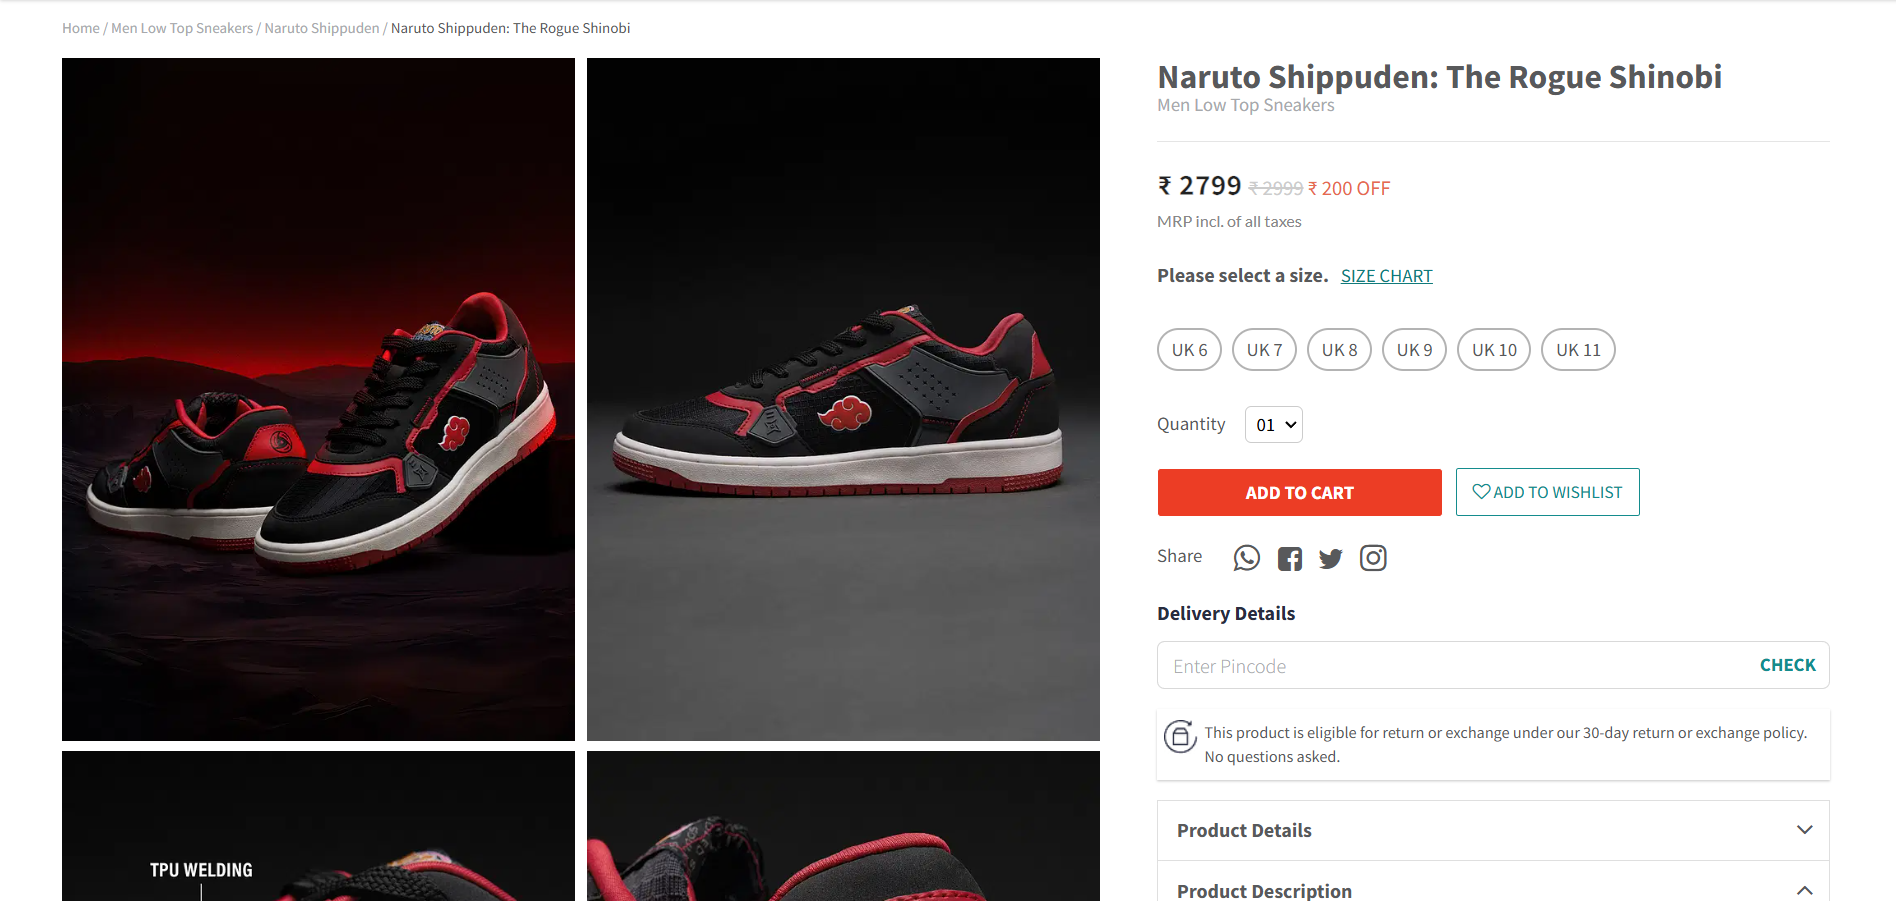 Home / Men Low Top Sneakers / Naruto Shippuden / Naruto Shippuden: The Rogue Shinobi
Naruto Shippuden: The Rogue Shinobi
Men Low Top Sneakers
₹ 2799 ₹ 2999 ₹ 200 OFF
MRP incl. of all taxes
Please select a size. SIZE CHART
UK 6 UK 7 UK 8 UK 9 UK 10 UK 11
Quantity 01
ADD TO CART ADD TO WISHLIST
Share
Delivery Details
Enter Pincode CHECK
This product is eligible for return or exchange under our 30-day return or exchange policy.
No questions asked.
Product Details
Product Description
TPU WELDING